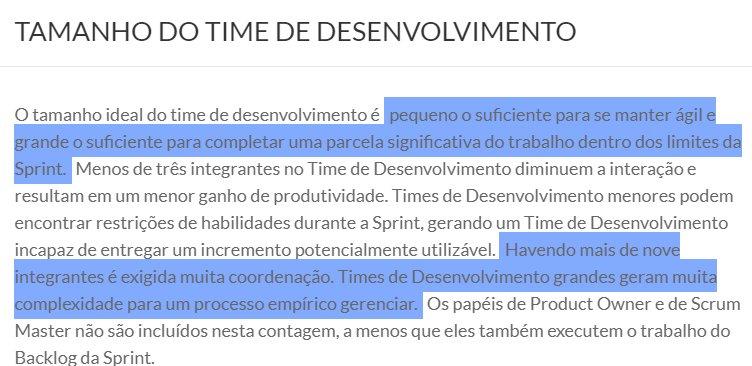 TAMANHO DO TIME DE DESENVOLVIMENTO
O tamanho ideal do time de desenvolvimento é pequeno o suficiente para se manter ágil e
grande o suficiente para completar uma parcela significativa do trabalho dentro dos limites da
Sprint. Menos de três integrantes no Time de Desenvolvimento diminuem a interação e
resultam em um menor ganho de produtividade. Times de Desenvolvimento menores podem
encontrar restrições de habilidades durante a Sprint, gerando um Time de Desenvolvimento
incapaz de entregar um incremento potencialmente utilizável. Havendo mais de nove
integrantes é exigida muita coordenação. Times de Desenvolvimento grandes geram muita
complexidade para um processo empírico gerenciar. Os papéis de Product Owner e de Scrum
Master não são incluídos nesta contagem, a menos que eles também executem o trabalho do
Backlog da Sprint.